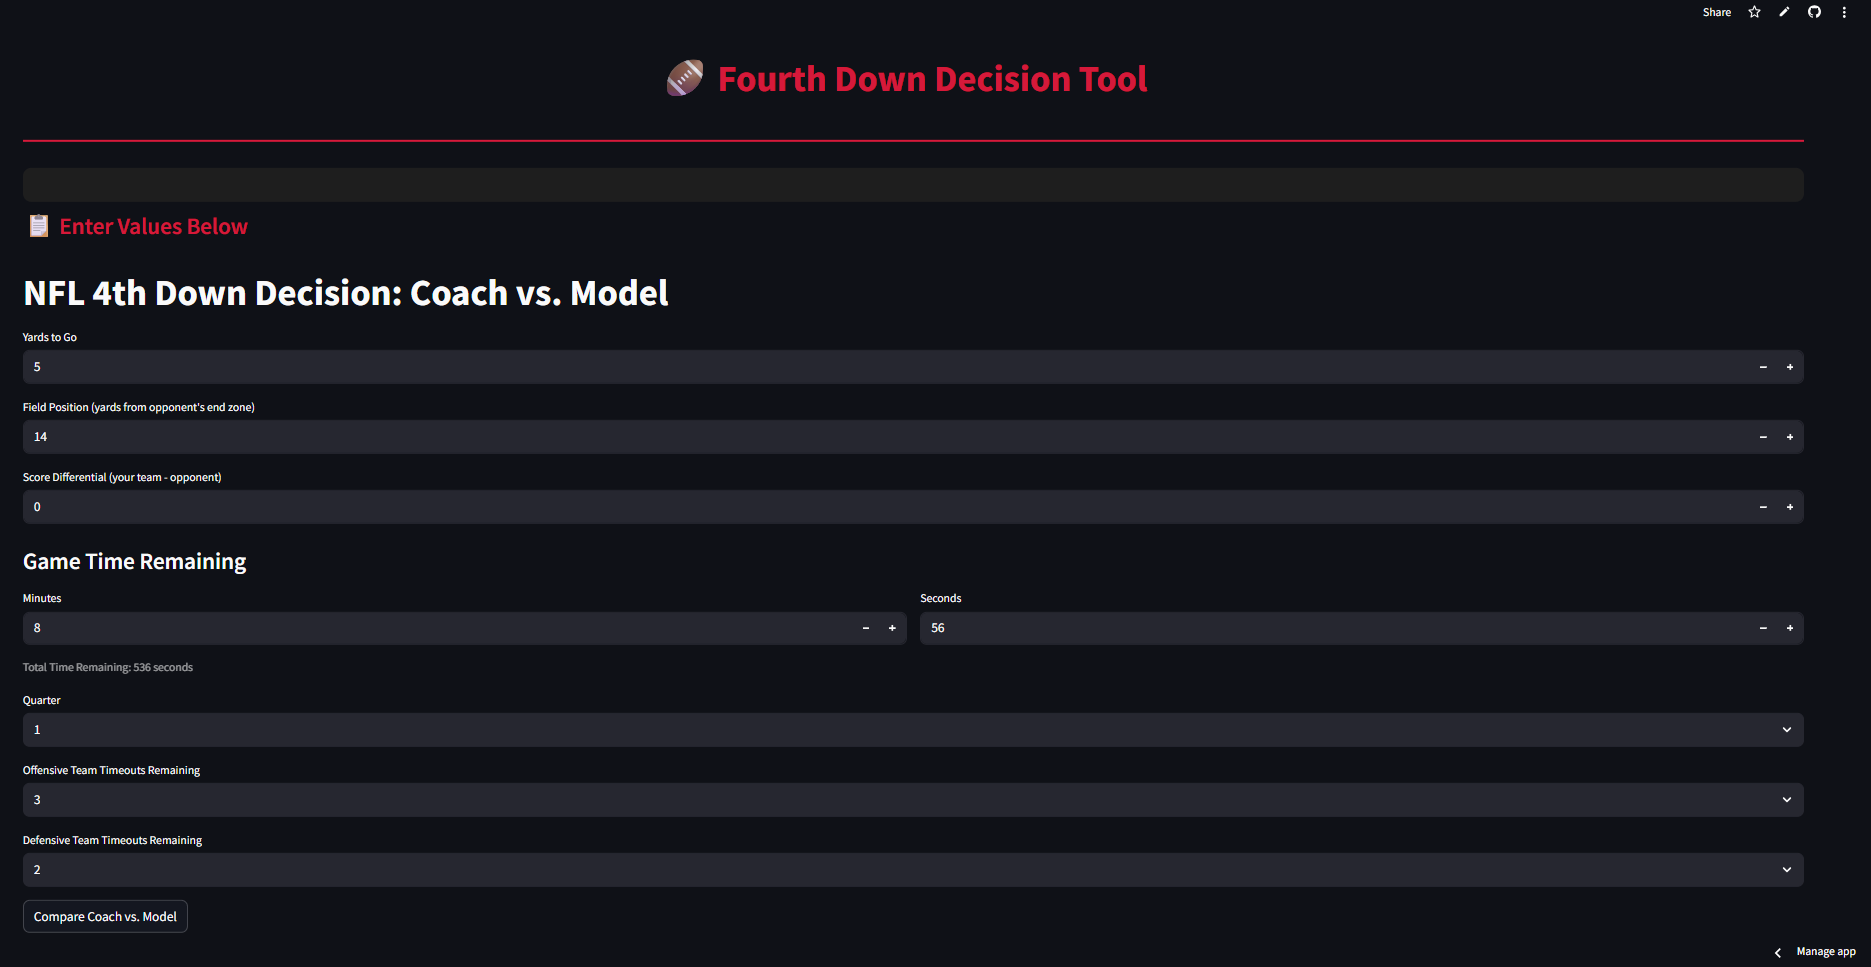 Share
Fourth Down Decision Tool
Enter Values Below
NFL 4th Down Decision: Coach vs. Model
Yards to Go
5
Field Position (yards from opponent's end zone)
14
Score Differential (your team - opponent)
0
Game Time Remaining
Minutes
Seconds
8
56
Total Time Remaining: 536 seconds
Quarter
1
Offensive Team Timeouts Remaining
3
Defensive Team Timeouts Remaining
2
Compare Coach vs. Model
Manage app